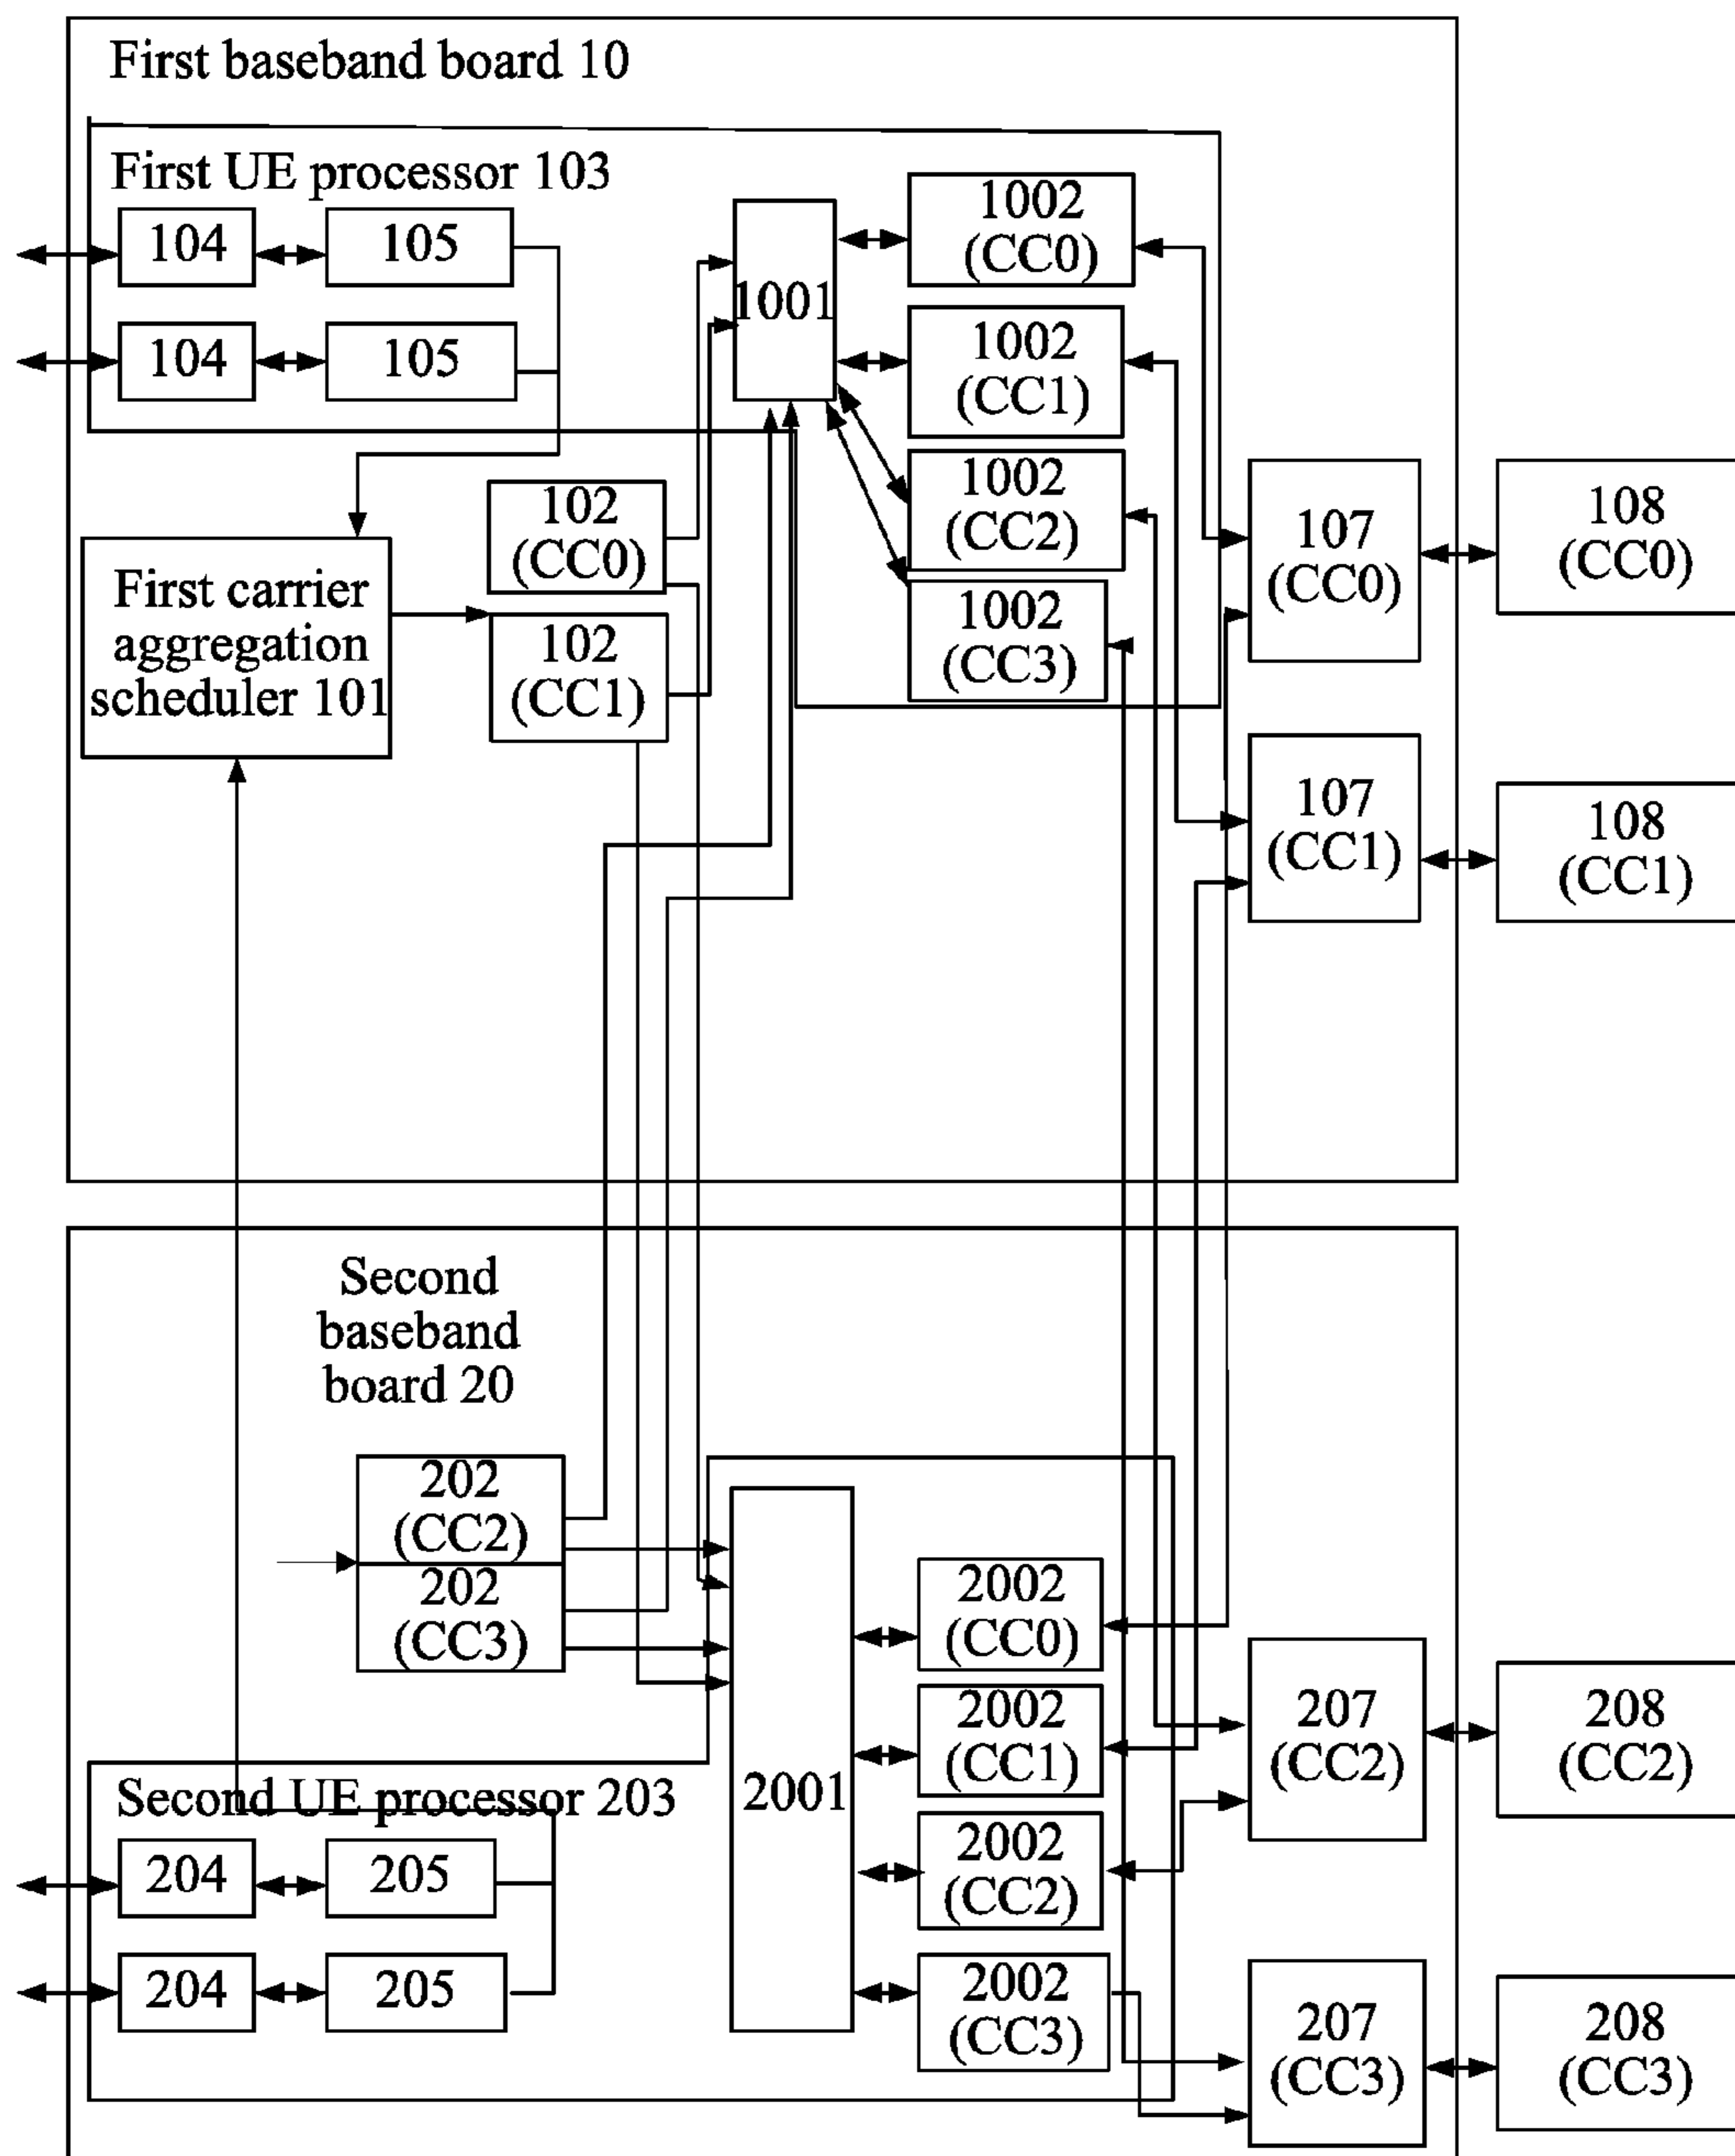 First baseband board 10
First UE processor 103
104
105
104
105
1001
1002
(CC0)
1002
(CC1)
1002
(CC2)
1002
(CC3)
102
(CC0)
102
(CC1)
First carrier
aggregation
scheduler 101
107
(CC0)
108
(CC0)
107
(CC1)
108
(CC1)
Second
baseband
board 20
202
(CC2)
202
(CC3)
Second UE processor 203
204
205
204
205
2001
2002
(CC0)
2002
(CC1)
2002
(CC2)
2002
(CC3)
207
(CC2)
208
(CC2)
207
(CC3)
208
(CC3)